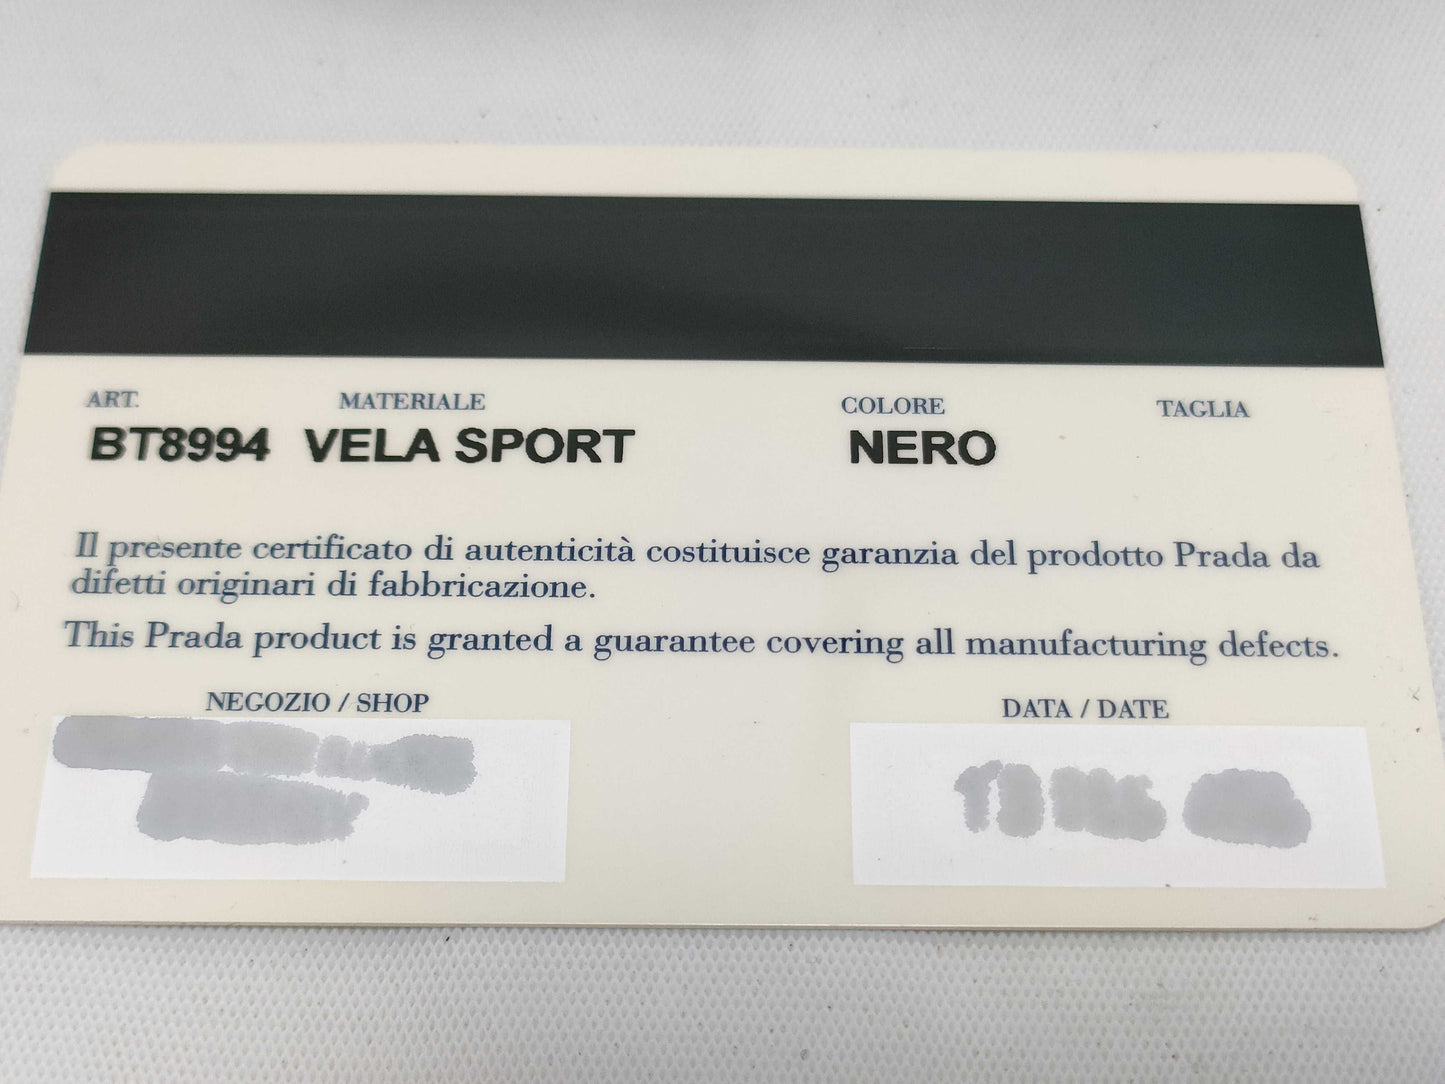 ART. MATERIALE COLORE TAGLIA
BT8994 VELA SPORT NERO
Il presente certificato di autenticità costituisce garanzia del prodotto Prada da
difetti originari di fabbricazione.
This Prada product is granted a guarantee covering all manufacturing defects.
NEGOZIO / SHOP DATA / DATE